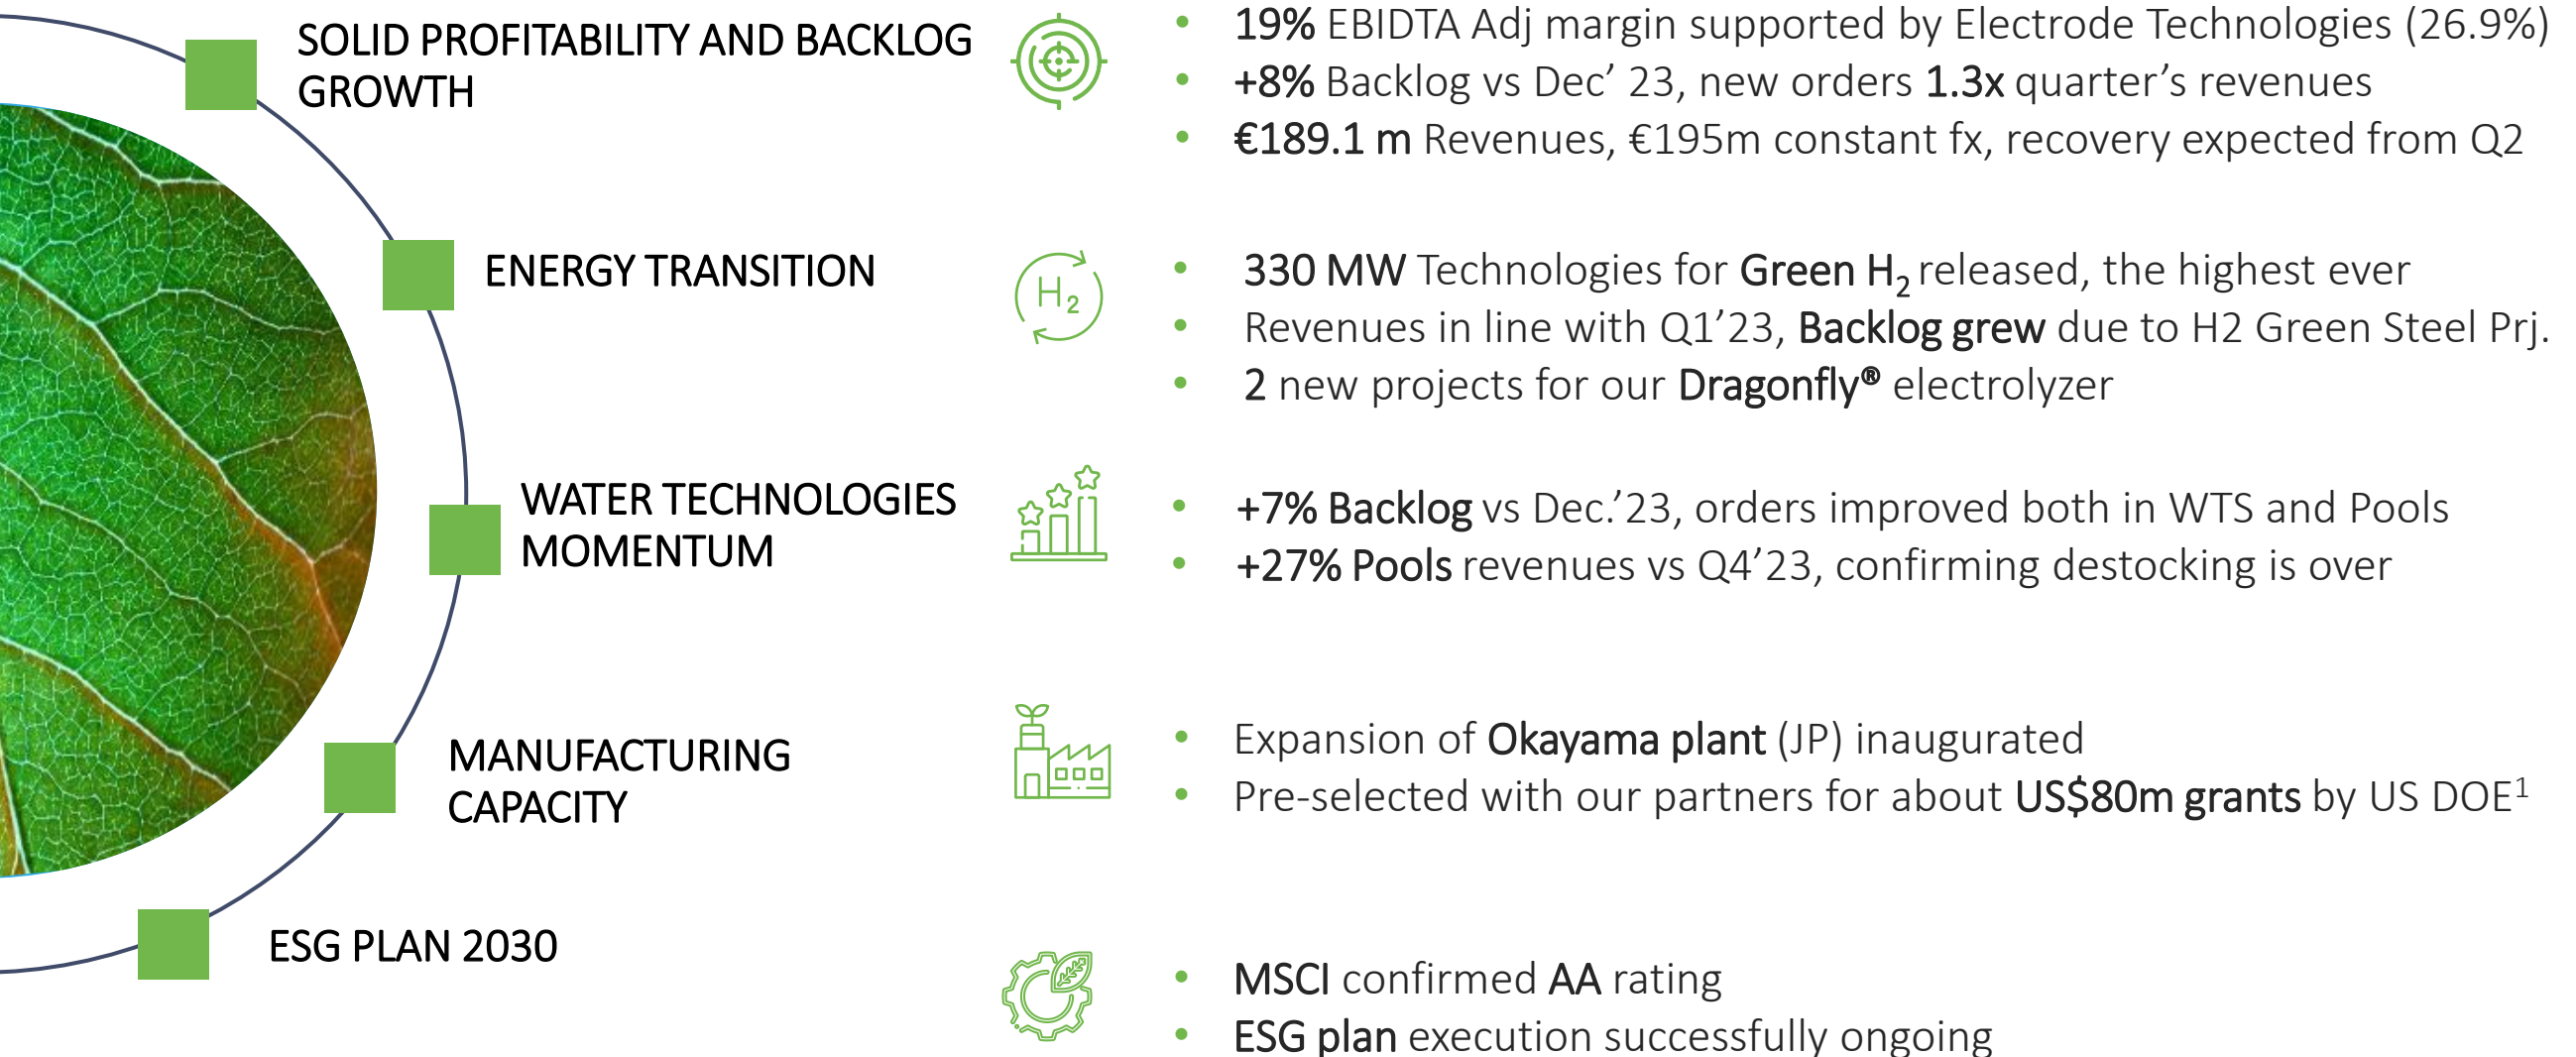 SOLID PROFITABILITY AND BACKLOG
GROWTH
19% EBIDTA Adj margin supported by Electrode Technologies (26.9%)
+8% Backlog vs Dec’ 23, new orders 1.3x quarter’s revenues
€189.1 m Revenues, €195m constant fx, recovery expected from Q2
ENERGY TRANSITION
H2
330 MW Technologies for Green H2 released, the highest ever
Revenues in line with Q1’23, Backlog grew due to H2 Green Steel Prj.
2 new projects for our Dragonfly® electrolyzer
WATER TECHNOLOGIES
MOMENTUM
+7% Backlog vs Dec.’23, orders improved both in WTS and Pools
+27% Pools revenues vs Q4’23, confirming destocking is over
MANUFACTURING
CAPACITY
Expansion of Okayama plant (JP) inaugurated
Pre-selected with our partners for about US$80m grants by US DOE1
ESG PLAN 2030
MSCI confirmed AA rating
ESG plan execution successfully ongoing